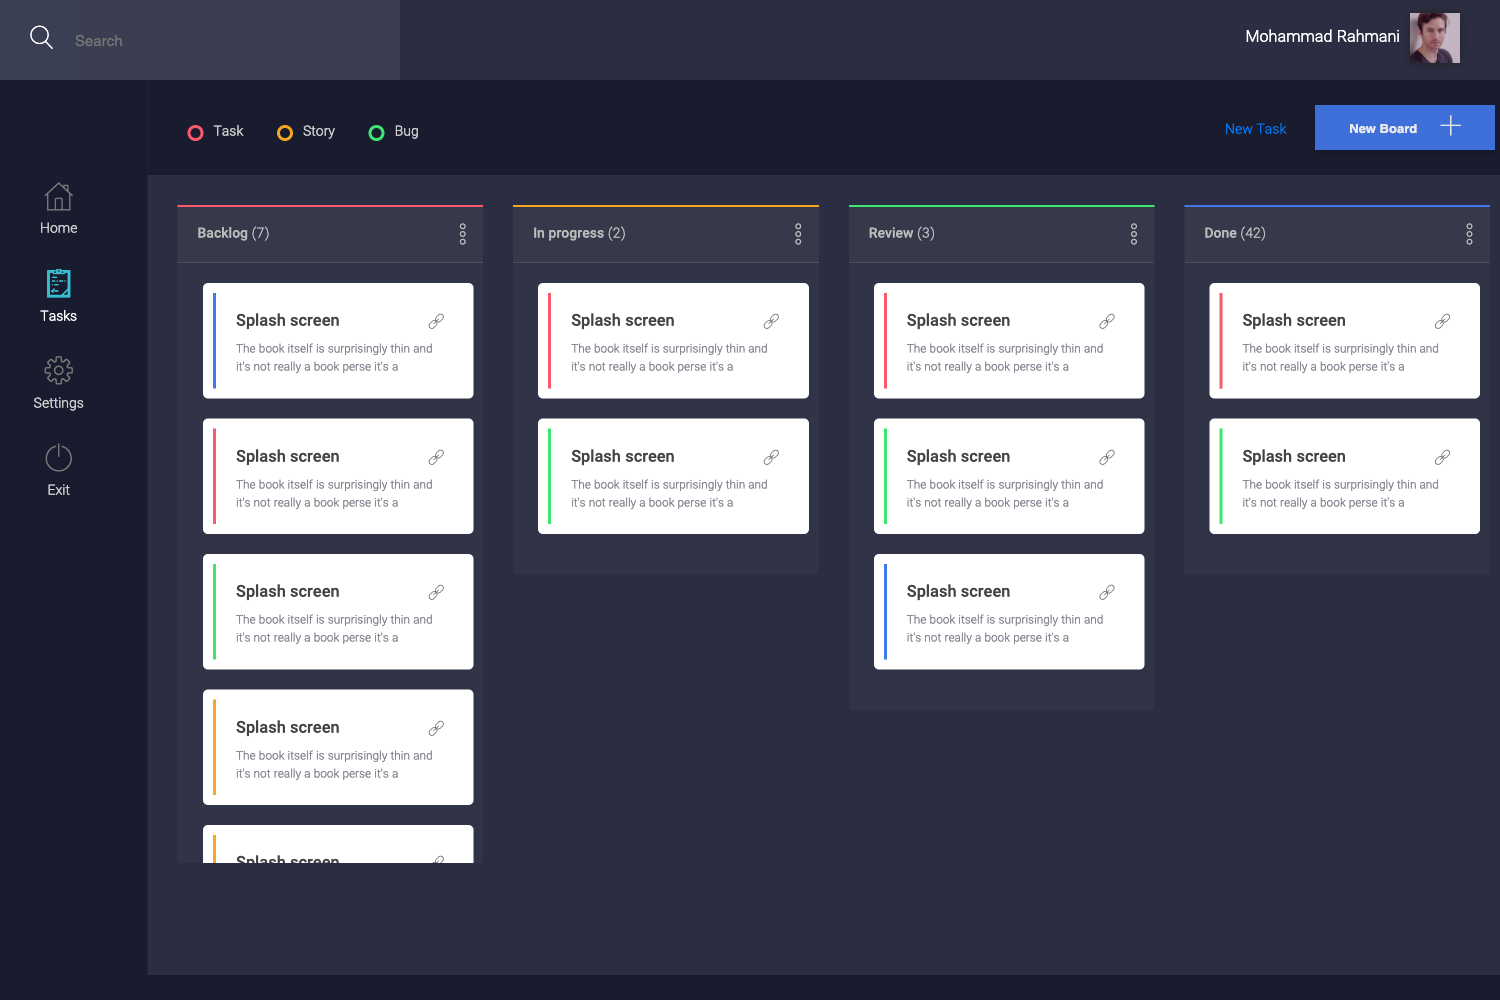 Search
Mohammad Rahmani
Task
Story
Bug
New Task
New Board
Home
Tasks
Settings
Exit
Backlog (7)
Splash screen
The book itself is surprisingly thin and
it's not really a book perse it's a
Splash screen
The book itself is surprisingly thin and
it's not really a book perse it's a
Splash screen
The book itself is surprisingly thin and
it's not really a book perse it's a
Splash screen
The book itself is surprisingly thin and
it's not really a book perse it's a
Splash screen
In progress (2)
Splash screen
The book itself is surprisingly thin and
it's not really a book perse it's a
Splash screen
The book itself is surprisingly thin and
it's not really a book perse it's a
Review (3)
Splash screen
The book itself is surprisingly thin and
it's not really a book perse it's a
Splash screen
The book itself is surprisingly thin and
it's not really a book perse it's a
Splash screen
The book itself is surprisingly thin and
it's not really a book perse it's a
Done (42)
Splash screen
The book itself is surprisingly thin and
it's not really a book perse it's a
Splash screen
The book itself is surprisingly thin and
it's not really a book perse it's a